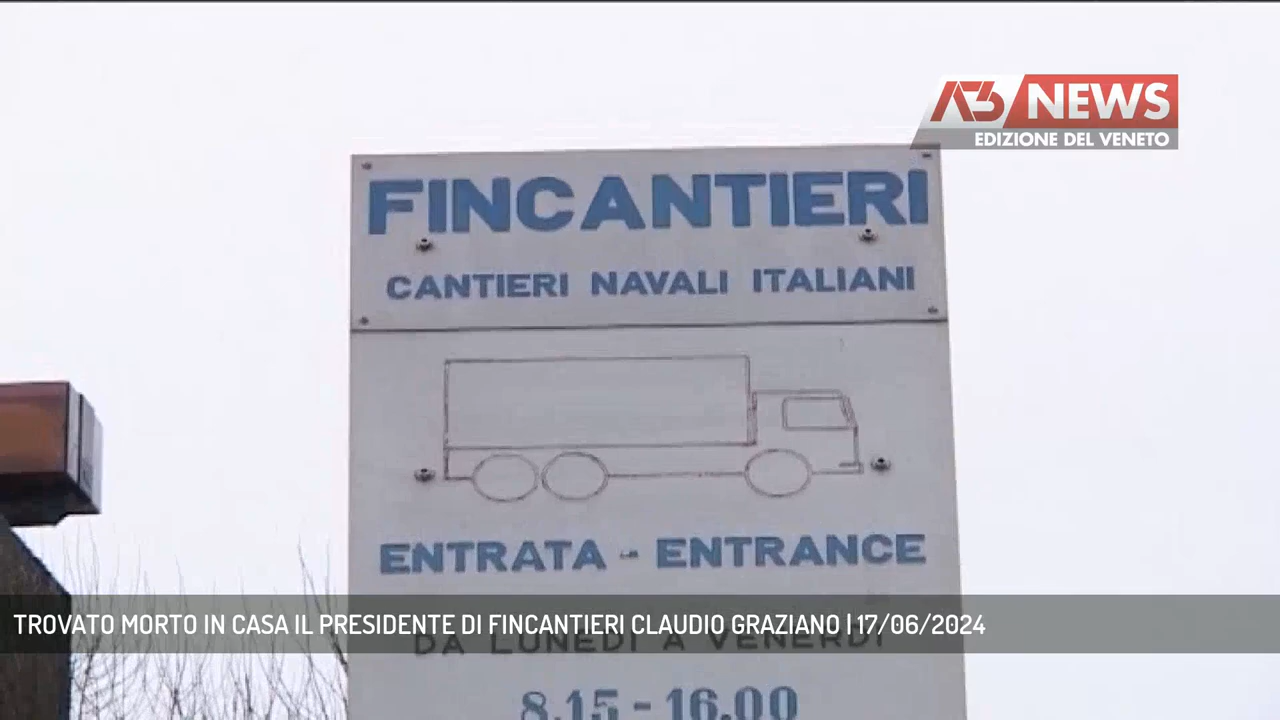 A3 NEWS
EDIZIONE DEL VENETO
FINCANTIERI
CANTIERI NAVALI ITALIANI
ENTRATA - ENTRANCE
TROVATO MORTO IN CASA IL PRESIDENTE DI FINCANTIERI CLAUDIO GRAZIANO | 17/06/2024
DA LUNEDI A VENERDI
8.15 - 16.00